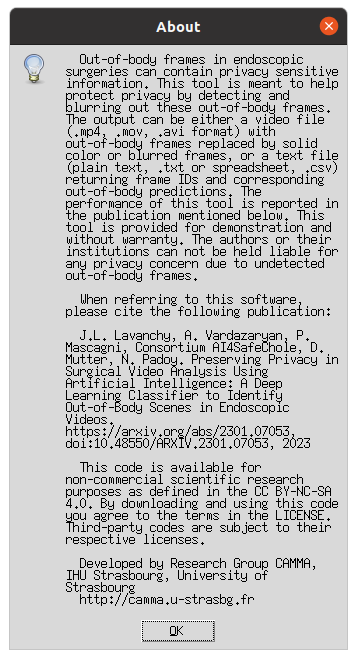 About
Out-of-body frames in endoscopic
surgeries can contain privacy sensitive
information. This tool is meant to help
protect privacy by detecting and
blurring out these out-of-body frames.
The output can be either a video file
(.mp4, .mov, .avi format) with
out-of-body frames replaced by solid
color or blurred frames, or a text file
(plain text, .txt or spreadsheet, .csv)
returning frame IDs and corresponding
out-of-body predictions. The
performance of this tool is reported in
the publication mentioned below. This
tool is provided for demonstration and
without warranty. The authors or their
institutions can not be held liable for
any privacy concern due to undetected
out-of-body frames.
When referring to this software,
please cite the following publication:
J.L. Lavanchy, A. Vardazaryan, P.
Mascagni, Consortium AI4SafeChole, D.
Mutter, N. Padoy. Preserving Privacy in
Surgical Video Analysis Using
Artificial Intelligence: A Deep
Learning Classifier to Identify
Out-of-Body Scenes in Endoscopic
Videos.
https://arxiv.org/abs/2301.07053,
doi:10.48550/ARXIV.2301.07053, 2023
This code is available for
non-commercial scientific research
purposes as defined in the CC BY-NC-SA
4.0. By downloading and using this code
you agree to the terms in the LICENSE.
Third-party codes are subject to their
respective licenses.
Developed by Research Group CAMMA,
IHU Strasbourg, University of
Strasbourg
http://camma.u-strasbg.fr
OK